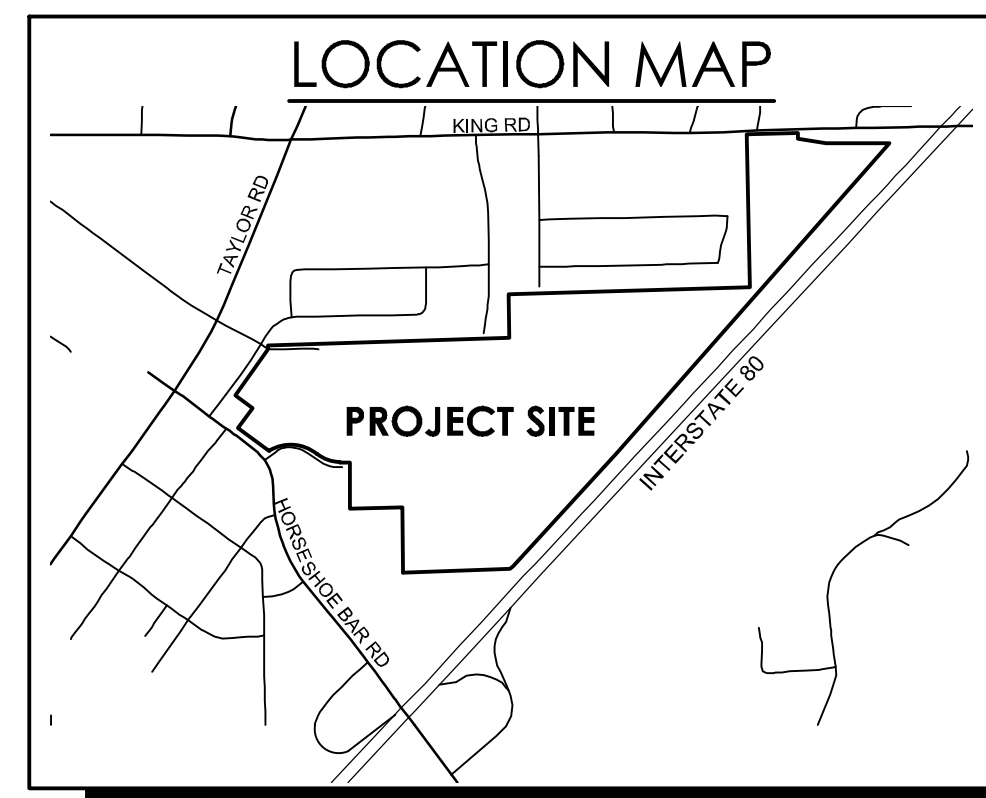 LOCATION MAP
KING RD
TAYLOR RD
PROJECT SITE
INTERSTATE 80
HORSESHOE BAR RD